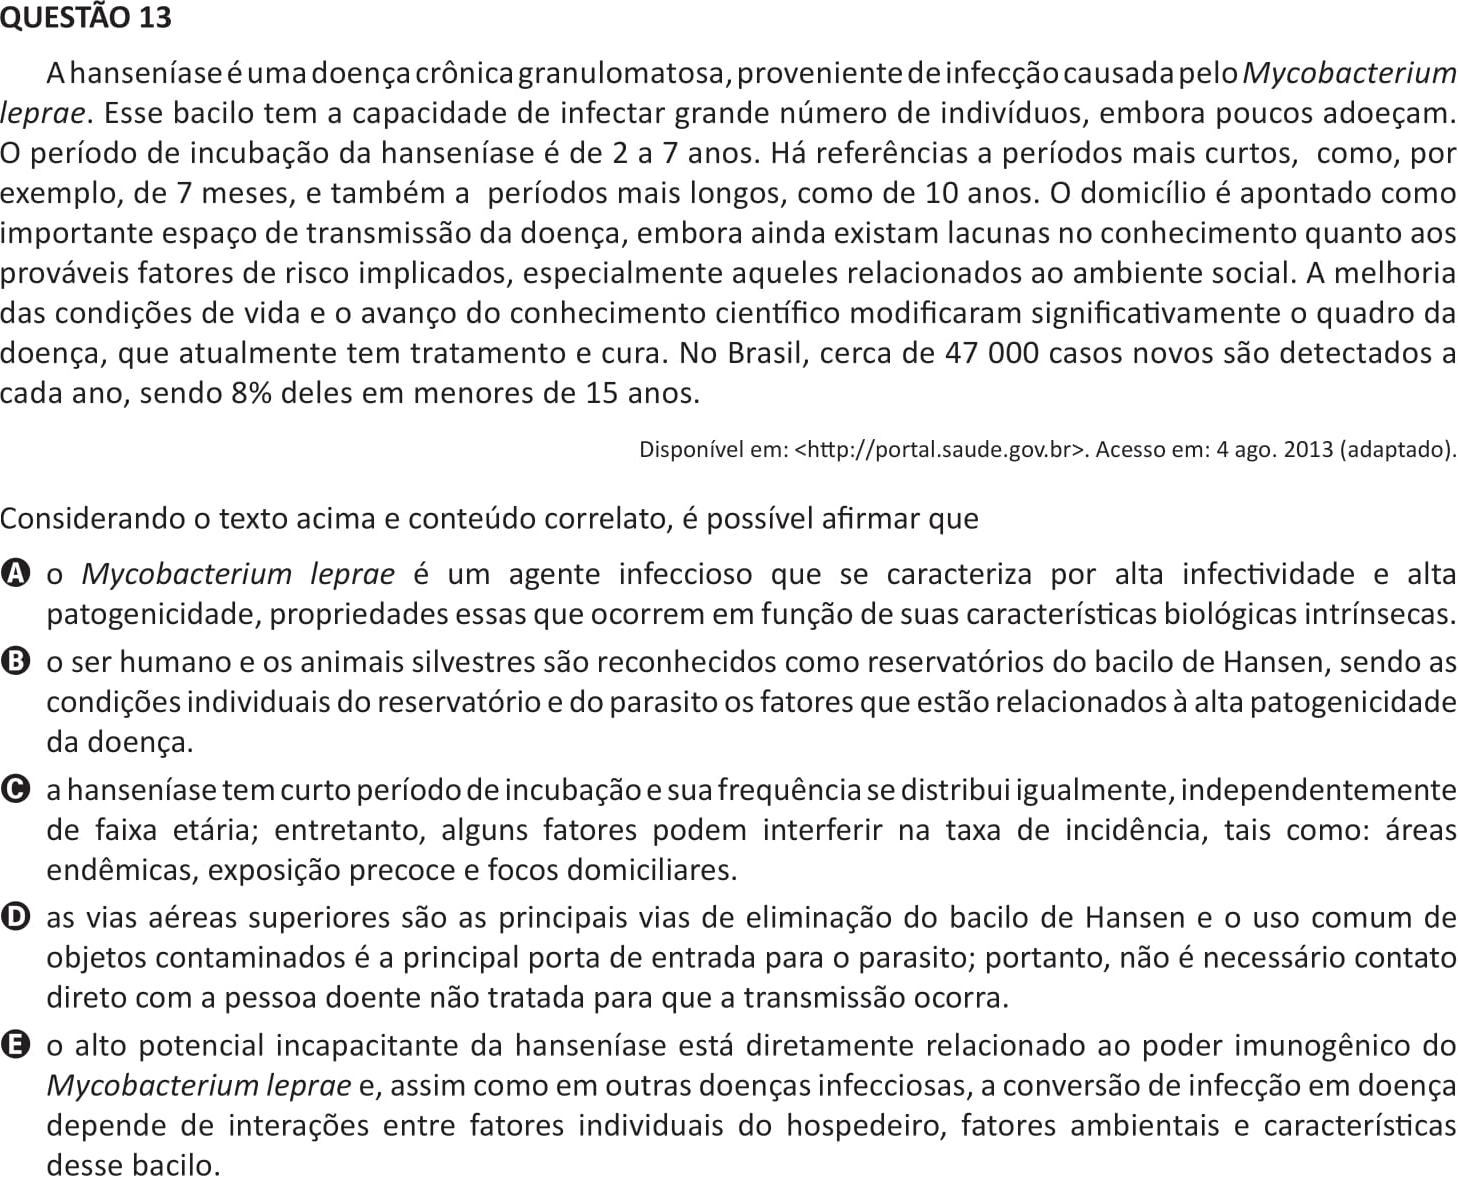 QUESTÃO 13
A hanseníase é uma doença crônica granulomatosa, proveniente de infecção causada pelo Mycobacterium
leprae. Esse bacilo tem a capacidade de infectar grande número de indivíduos, embora poucos adoeçam.
O período de incubação da hanseníase é de 2 a 7 anos. Há referências a períodos mais curtos, como, por
exemplo, de 7 meses, e também a períodos mais longos, como de 10 anos. O domicílio é apontado como
importante espaço de transmissão da doença, embora ainda existam lacunas no conhecimento quanto aos
prováveis fatores de risco implicados, especialmente aqueles relacionados ao ambiente social. A melhoria
das condições de vida e o avanço do conhecimento científico modificaram significativamente o quadro da
doença, que atualmente tem tratamento e cura. No Brasil, cerca de 47 000 casos novos são detectados a
cada ano, sendo 8% deles em menores de 15 anos.
Disponível em: <http://portal.saude.gov.br>. Acesso em: 4 ago. 2013 (adaptado).
Considerando o texto acima e conteúdo correlato, é possível afirmar que
A o Mycobacterium leprae é um agente infeccioso que se caracteriza por alta infectividade e alta
patogenicidade, propriedades essas que ocorrem em função de suas características biológicas intrínsecas.
B o ser humano e os animais silvestres são reconhecidos como reservatórios do bacilo de Hansen, sendo as
condições individuais do reservatório e do parasito os fatores que estão relacionados à alta patogenicidade
da doença.
C a hanseníase tem curto período de incubação e sua frequência se distribui igualmente, independentemente
de faixa etária; entretanto, alguns fatores podem interferir na taxa de incidência, tais como: áreas
endêmicas, exposição precoce e focos domiciliares.
D as vias aéreas superiores são as principais vias de eliminação do bacilo de Hansen e o uso comum de
objetos contaminados é a principal porta de entrada para o parasito; portanto, não é necessário contato
direto com a pessoa doente não tratada para que a transmissão ocorra.
E o alto potencial incapacitante da hanseníase está diretamente relacionado ao poder imunogênico do
Mycobacterium leprae e, assim como em outras doenças infecciosas, a conversão de infecção em doença
depende de interações entre fatores individuais do hospedeiro, fatores ambientais e características
desse bacilo.